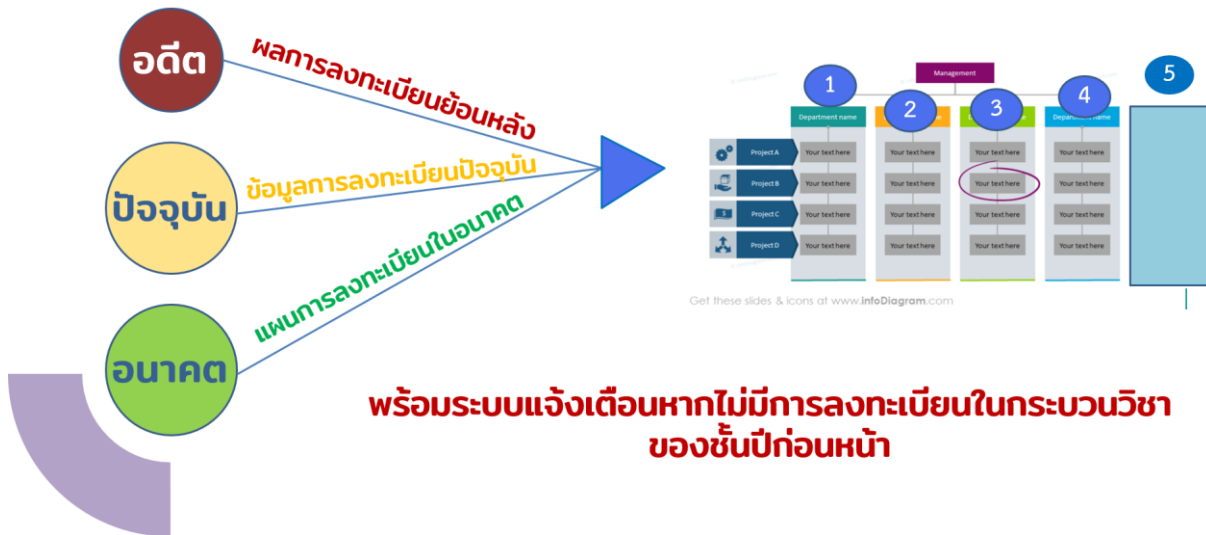 อดีต
ผลการลงทะเบียนย้อนหลัง
ปัจจุบัน
ข้อมูลการลงทะเบียนปัจจุบัน
อนาคต
แผนการลงทะเบียนในอนาคต
Management
1
2
3
4
5
Department name
Department name
Project A
Your text here
Your text here
Your text here
Your text here
Project B
Your text here
Your text here
Your text here
Your text here
Project C
Your text here
Your text here
Your text here
Your text here
Project D
Your text here
Your text here
Your text here
Your text here
Get these slides & icons at www.infoDiagram.com
พร้อมระบบแจ้งเตือนหากไม่มีการลงทะเบียนในกระบวนวิชา
ของชั้นปีก่อนหน้า